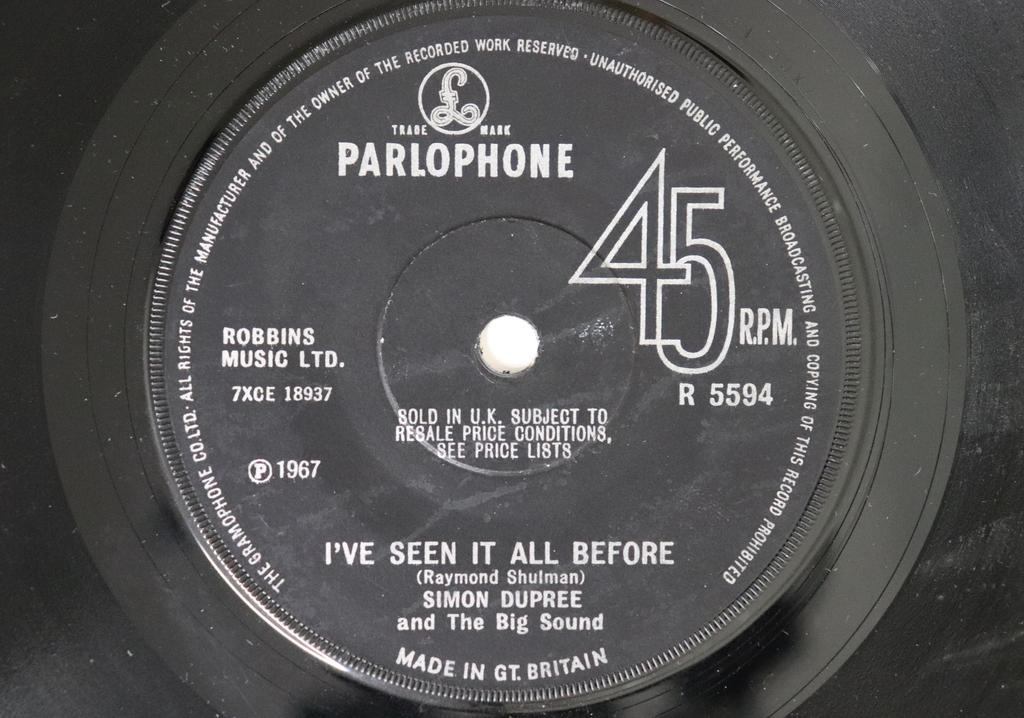 THE GRAMOPHONE CO.LTD. ALL RIGHTS OF THE MANUFACTURER AND OF THE OWNER OF THE RECORDED WORK RESERVED · UNAUTHORISED PUBLIC PERFORMANCE BROADCASTING AND COPYING OF THIS RECORD PROHIBITED
£
TRADE MARK
PARLOPHONE
45
R.P.M.
R 5594
ROBBINS
MUSIC LTD.
7XCE 18937
SOLD IN U.K. SUBJECT TO
RESALE PRICE CONDITIONS,
SEE PRICE LISTS
Ⓟ 1967
I'VE SEEN IT ALL BEFORE
(Raymond Shulman)
SIMON DUPREE
and The Big Sound
MADE IN GT. BRITAIN